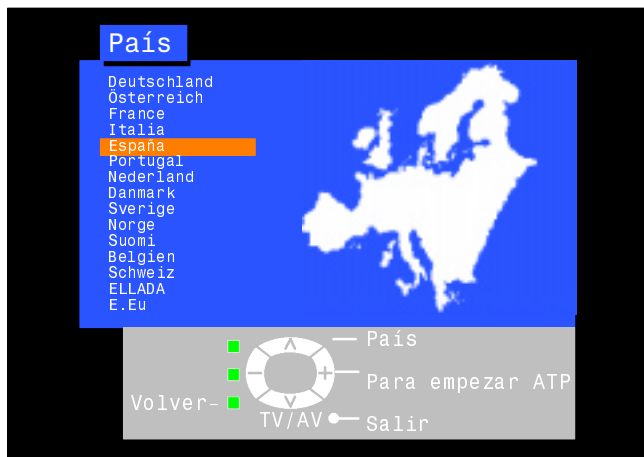 País
Deutschland
Österreich
France
Italia
España
Portugal
Nederland
Danmark
Sverige
Norge
Suomi
Belgien
Schweiz
ELLADA
E.Eu
País
Para empezar ATP
Volver-
TV/AV
Salir